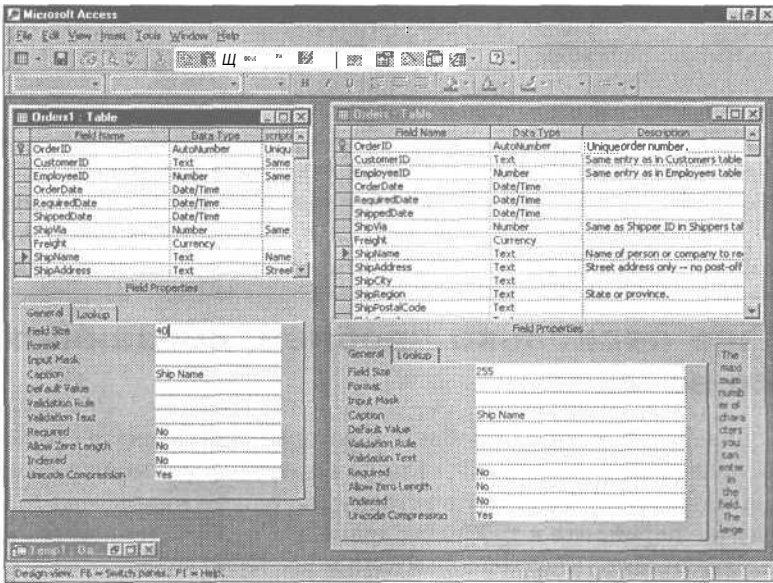 Microsoft Access
File Edit View Insert Tools Window Help
Orders1 : Table
Field Name Data Type
OrderID AutoNumber Uniqu
CustomerID Text Same
EmployeeID Number Same
OrderDate Date/Time
RequiredDate Date/Time
ShippedDate Date/Time
ShipVia Number Same
Freight Currency
ShipName Text Name
ShipAddress Text Street
Field Properties
General Lookup
Field Size 40
Format
Input Mask
Caption Ship Name
Default Value
Validation Rule
Validation Text
Required No
Allow Zero Length No
Indexed No
Unicode Compression Yes
Orders : Table
Field Name Data Type Description
OrderID AutoNumber Unique order number.
CustomerID Text Same entry as in Customers table
EmployeeID Number Same entry as in Employees table
OrderDate Date/Time
RequiredDate Date/Time
ShippedDate Date/Time
ShipVia Number Same as Shipper ID in Shippers tal
Freight Currency
ShipName Text Name of person or company to re
ShipAddress Text Street address only -- no post-off
ShipCity Text
ShipRegion Text State or province.
ShipPostalCode Text
Field Properties
General Lookup
Field Size 255
Format
Input Mask
Caption Ship Name
Default Value
Validation Rule
Validation Text
Required No
Allow Zero Length No
Indexed No
Unicode Compression Yes
The
maxi
mum
numb
er of
chara
cters
you
can
enter
in
the
field.
The
large
Temp1 : Da...
Design view. F6 = Switch panes. F1 = Help.